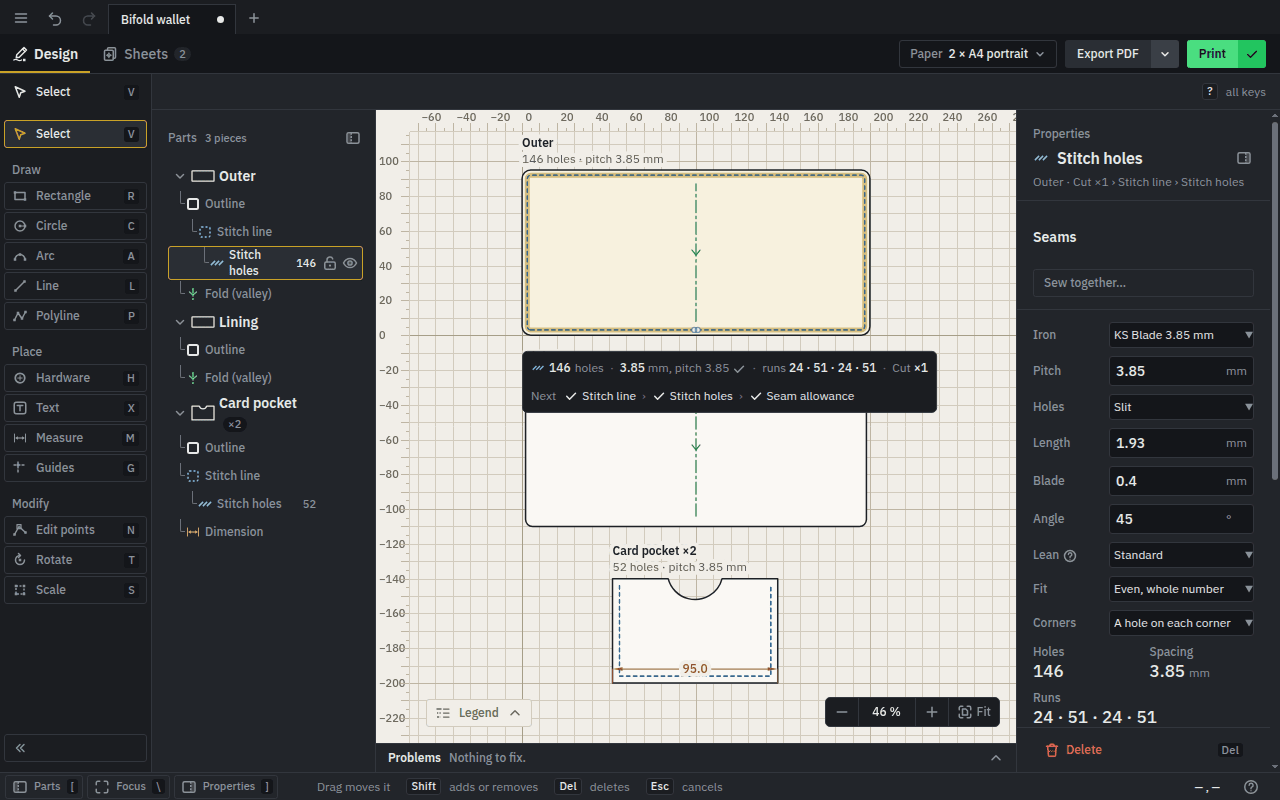 Bifold wallet
Design
Sheets 2
Paper 2 × A4 portrait
Export PDF
Print
Select V
? all keys
Select V
Draw
Rectangle R
Circle C
Arc A
Line L
Polyline P
Place
Hardware H
Text X
Measure M
Guides G
Modify
Edit points N
Rotate T
Scale S
Parts 3 pieces
Outer
Outline
Stitch line
Stitch holes 146
Fold (valley)
Lining
Outline
Fold (valley)
Card pocket
×2
Outline
Stitch line
Stitch holes 52
Dimension
−60 −40 −20 0 20 40 60 80 100 120 140 160 180 200 220 240 260
100
80
60
40
20
0
−20
−40
−60
−80
−100
−120
−140
−160
−180
−200
−220
Outer
146 holes · pitch 3.85 mm
146 holes · 3.85 mm, pitch 3.85 · runs 24 · 51 · 24 · 51 · Cut ×1
Next Stitch line › Stitch holes › Seam allowance
Card pocket ×2
52 holes · pitch 3.85 mm
95.0
Legend
46 %
Fit
Problems Nothing to fix.
Properties
Stitch holes
Outer · Cut ×1 › Stitch line › Stitch holes
Seams
Sew together...
Iron KS Blade 3.85 mm
Pitch 3.85 mm
Holes Slit
Length 1.93 mm
Blade 0.4 mm
Angle 45 °
Lean ? Standard
Fit Even, whole number
Corners A hole on each corner
Holes Spacing
146 3.85 mm
Runs
24 · 51 · 24 · 51
Delete Del
Parts [
Focus \
Properties ]
Drag moves it Shift adds or removes Del deletes Esc cancels
–,–